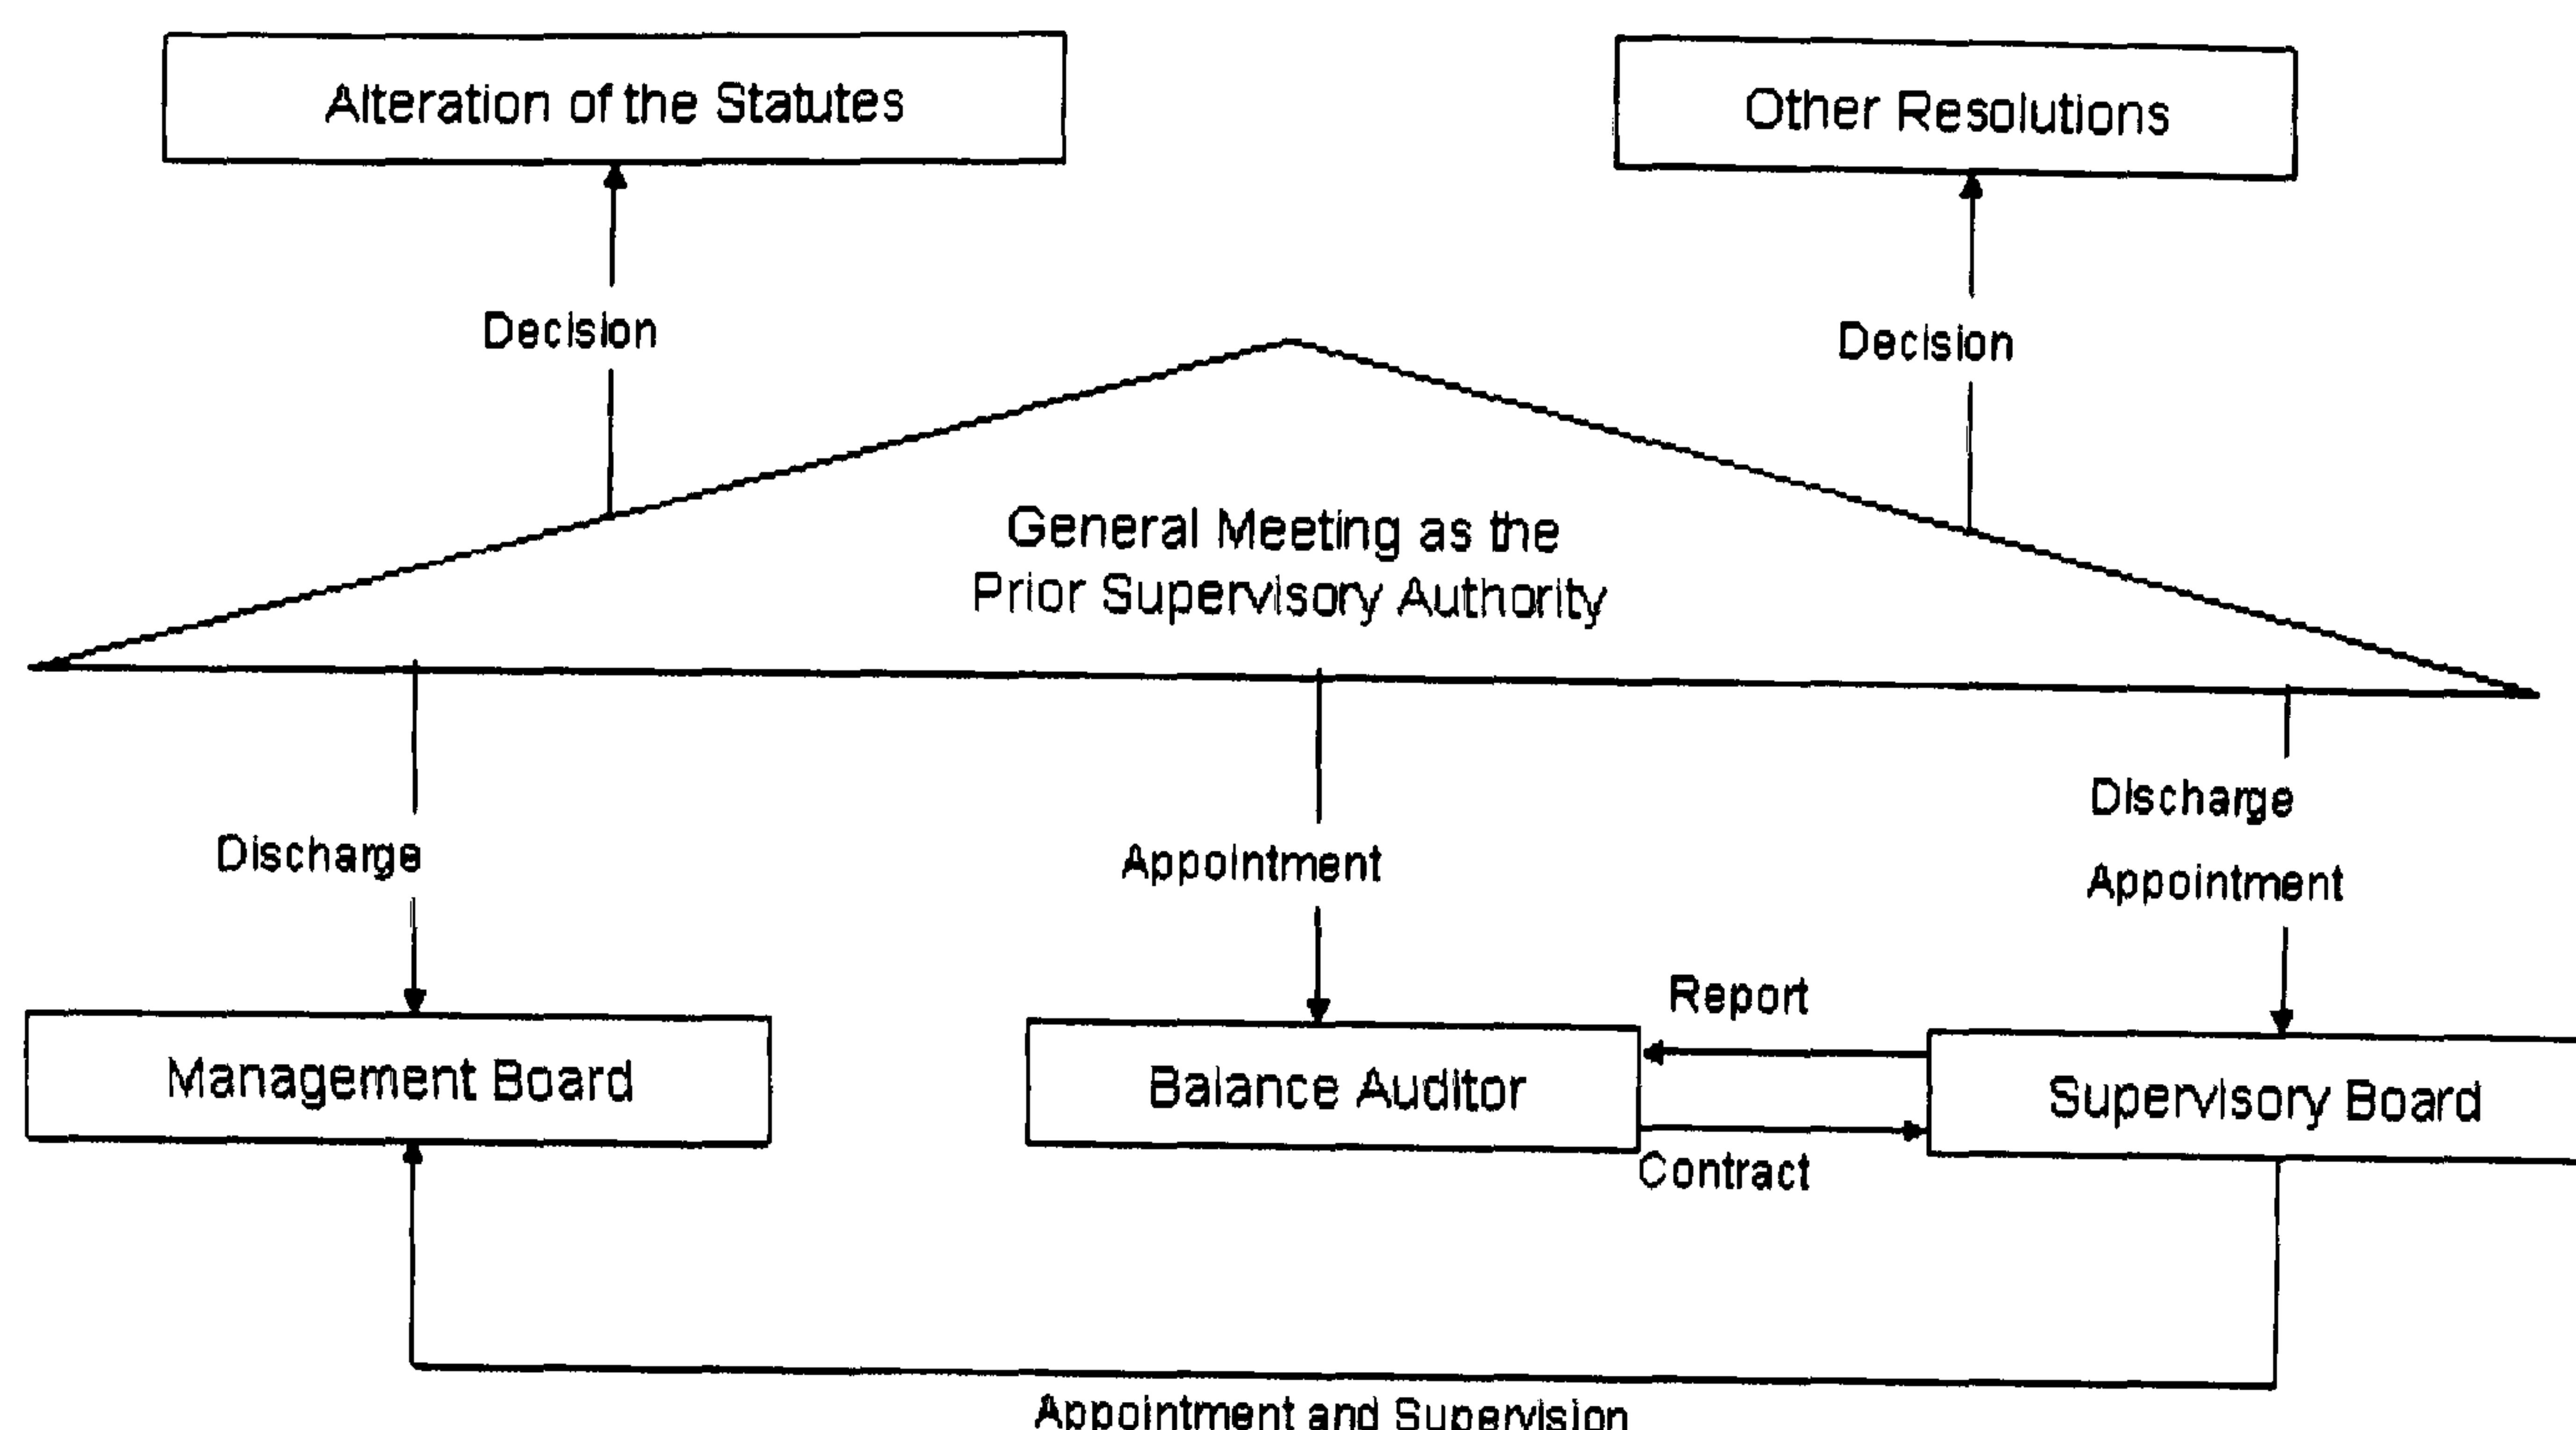 Alteration of the Statutes
Other Resolutions
Decision
Decision
General Meeting as the
Prior Supervisory Authority
Discharge
Appointment
Discharge
Appointment
Report
Management Board
Balance Auditor
Supervisory Board
Contract
Appointment and Supervision